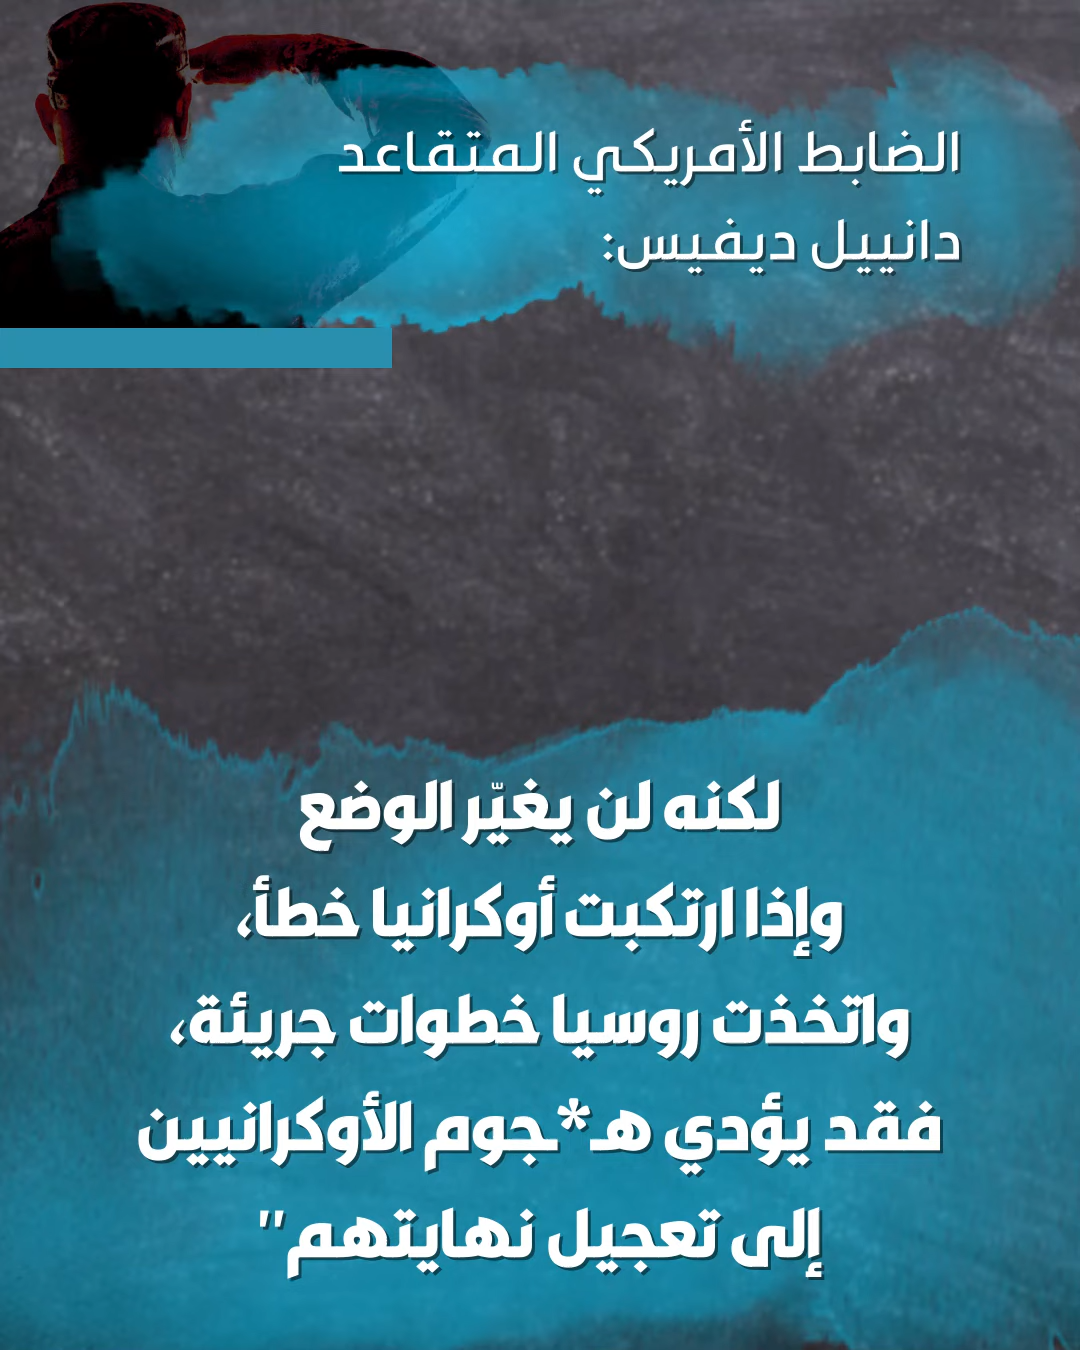 الضابط الأمريكي المتقاعد
دانييل ديفيس:
لكنه لن يغيّر الوضع
وإذا ارتكبت أوكرانيا خطأ،
واتخذت روسيا خطوات جريئة،
فقد يؤدي هـ*ـجوم الأوكرانيين
إلى تعجيل نهايتهم"